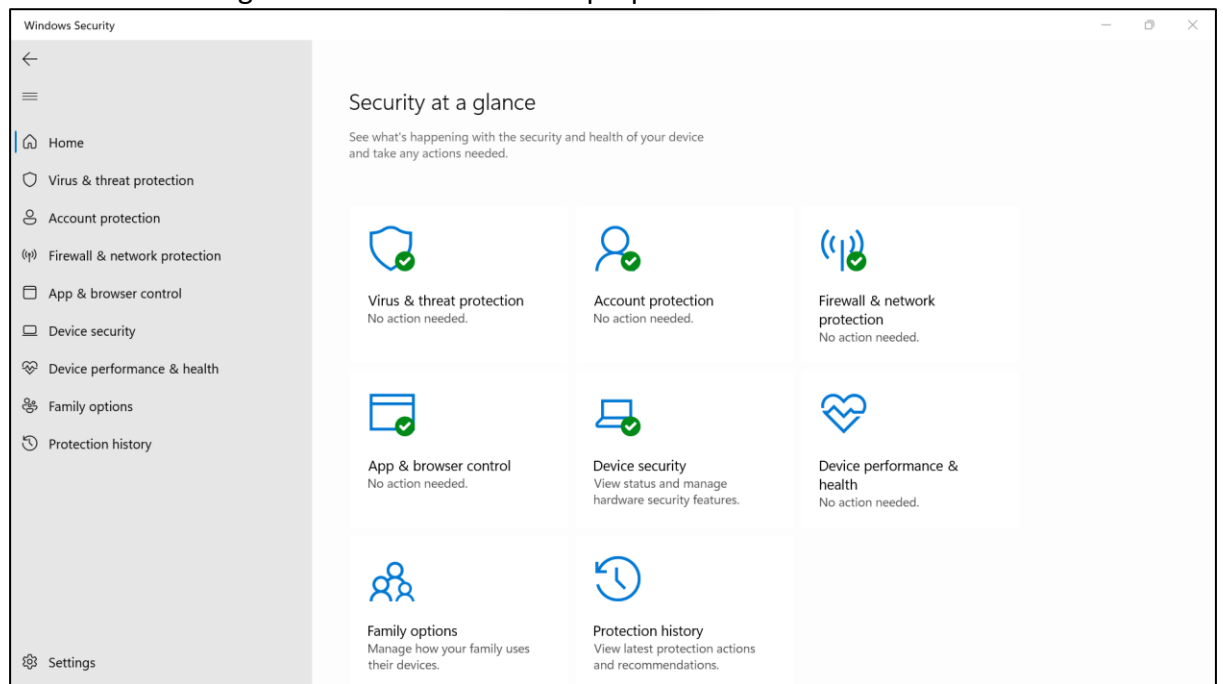 Windows Security
Home
Virus & threat protection
Account protection
Firewall & network protection
App & browser control
Device security
Device performance & health
Family options
Protection history
Settings
Security at a glance
See what's happening with the security and health of your device
and take any actions needed.
Virus & threat protection
No action needed.
Account protection
No action needed.
Firewall & network
protection
No action needed.
App & browser control
No action needed.
Device security
View status and manage
hardware security features.
Device performance &
health
No action needed.
Family options
Manage how your family uses
their devices.
Protection history
View latest protection actions
and recommendations.